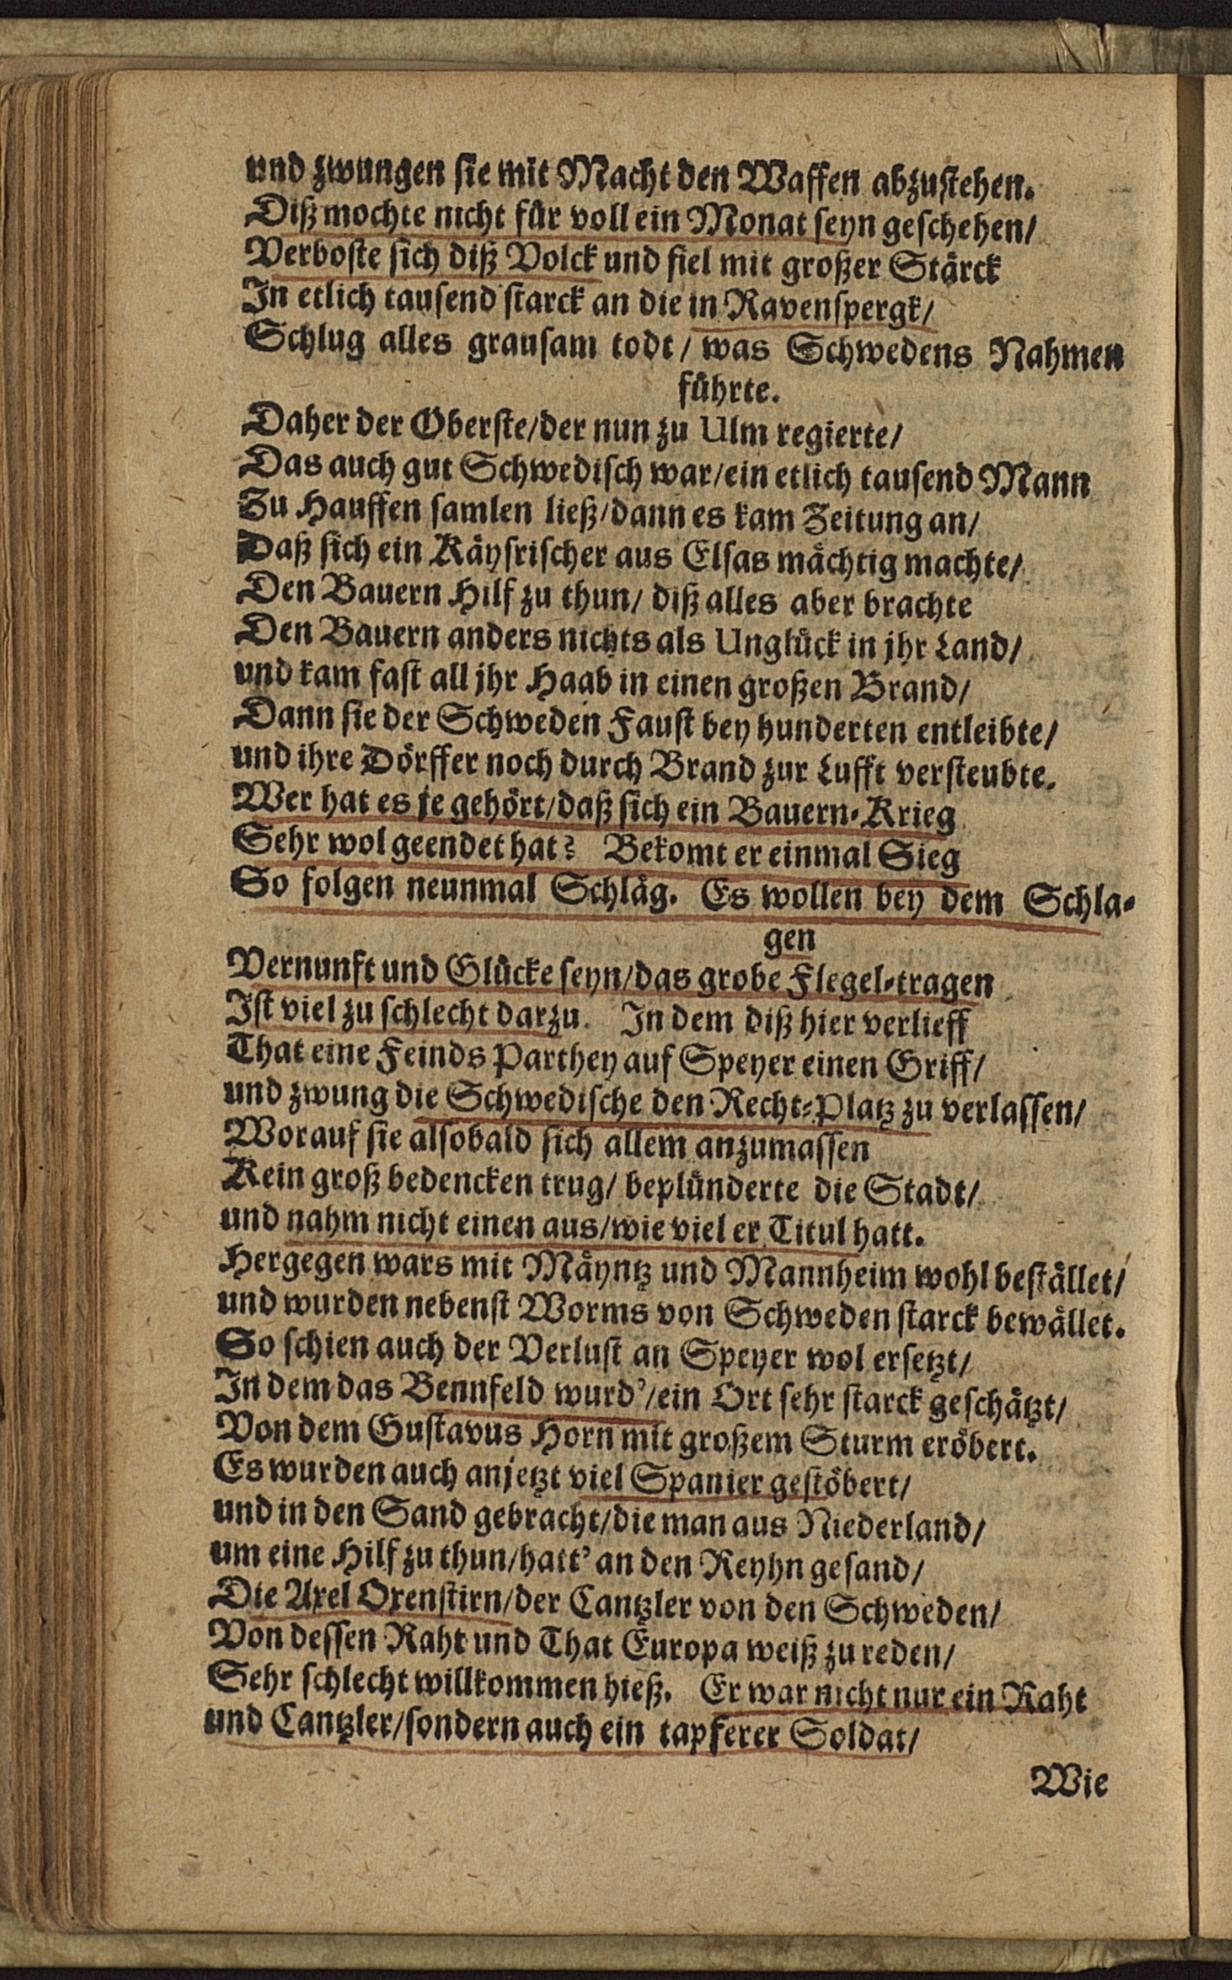 und zwungen sie mit Macht den Waffen abzustehen.
Diß mochte nicht für voll ein Monat seyn geschehen/
Verboste sich diß Volck und fiel mit großer Stärck
In etlich tausend starck an die in Ravenspergk/
Schlug alles grausam todt/ was Schwedens Nahmen
führte.
Daher der Oberste/der nun zu Ulm regierte/
Das auch gut Schwedisch war/ein etlich tausend Mann
Zu Hauffen samlen ließ/dann es kam Zeitung an/
Daß sich ein Käysrischer aus Elsas mächtig machte/
Den Bauern Hilf zu thun/ diß alles aber brachte
Den Bauern anders nichts als Unglück in jhr Land/
und kam fast all jhr Haab in einen großen Brand/
Dann sie der Schweden Faust bey hunderten entleibte/
und ihre Dörffer noch durch Brand zur Lufft versteubte.
Wer hat es je gehört/daß sich ein Bauern-Krieg
Sehr wol geendet hat? Bekomt er einmal Sieg
So folgen neunmal Schläg. Es wollen bey dem Schla-
gen
Vernunft und Glücke seyn/das grobe Flegel-tragen
Ist viel zu schlecht darzu. In dem diß hier verlieff
That eine Feinds Parthey auf Speyer einen Griff/
und zwung die Schwedische den Recht-Platz zu verlassen/
Worauf sie alsobald sich allem anzumassen
Kein groß bedencken trug/ beplünderte die Stadt/
und nahm nicht einen aus/wie viel er Titul hatt.
Hergegen wars mit Mäyntz und Mannheim wohl bestället/
und wurden nebenst Worms von Schweden starck bewället.
So schien auch der Verlust an Speyer wol ersetzt/
In dem das Bennfeld wurd'/ein Ort sehr starck geschätzt/
Von dem Gustavus Horn mit großem Sturm eröbert.
Es wurden auch anjetzt viel Spanier gestöbert/
und in den Sand gebracht/die man aus Niederland/
um eine Hilf zu thun/hatt' an den Reyhn gesand/
Die Axel Oxenstirn/der Cantzler von den Schweden/
Von dessen Raht und That Europa weiß zu reden/
Sehr schlecht willkommen hieß. Er war nicht nur ein Raht
und Cantzler/sondern auch ein tapferer Soldat/
Wie